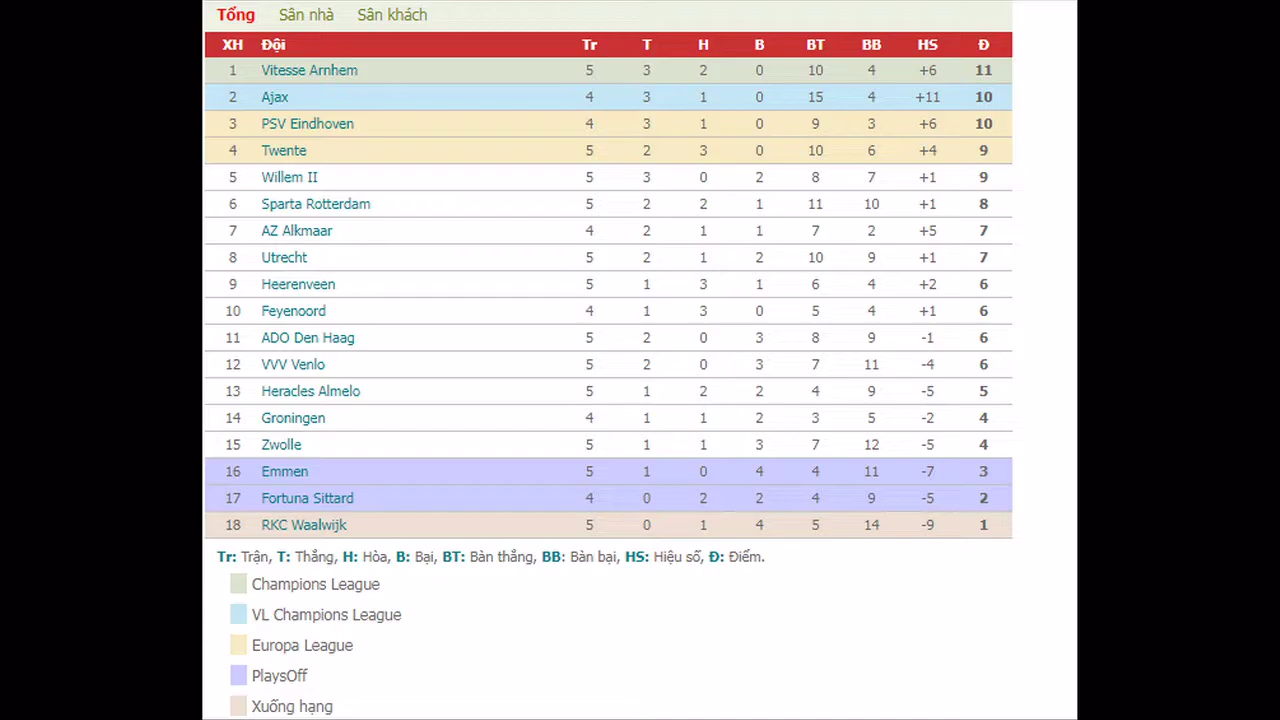 Tổng Sân nhà Sân khách
XH Đội Tr T H B BT BB HS Đ
1 Vitesse Arnhem 5 3 2 0 10 4 +6 11
2 Ajax 4 3 1 0 15 4 +11 10
3 PSV Eindhoven 4 3 1 0 9 3 +6 10
4 Twente 5 2 3 0 10 6 +4 9
5 Willem II 5 3 0 2 8 7 +1 9
6 Sparta Rotterdam 5 2 2 1 11 10 +1 8
7 AZ Alkmaar 4 2 1 1 7 2 +5 7
8 Utrecht 5 2 1 2 10 9 +1 7
9 Heerenveen 5 1 3 1 6 4 +2 6
10 Feyenoord 4 1 3 0 5 4 +1 6
11 ADO Den Haag 5 2 0 3 8 9 -1 6
12 VVV Venlo 5 2 0 3 7 11 -4 6
13 Heracles Almelo 5 1 2 2 4 9 -5 5
14 Groningen 4 1 1 2 3 5 -2 4
15 Zwolle 5 1 1 3 7 12 -5 4
16 Emmen 5 1 0 4 4 11 -7 3
17 Fortuna Sittard 4 0 2 2 4 9 -5 2
18 RKC Waalwijk 5 0 1 4 5 14 -9 1
Tr: Trận, T: Thắng, H: Hòa, B: Bại, BT: Bàn thắng, BB: Bàn bại, HS: Hiệu số, Đ: Điểm.
Champions League
VL Champions League
Europa League
PlaysOff
Xuống hạng